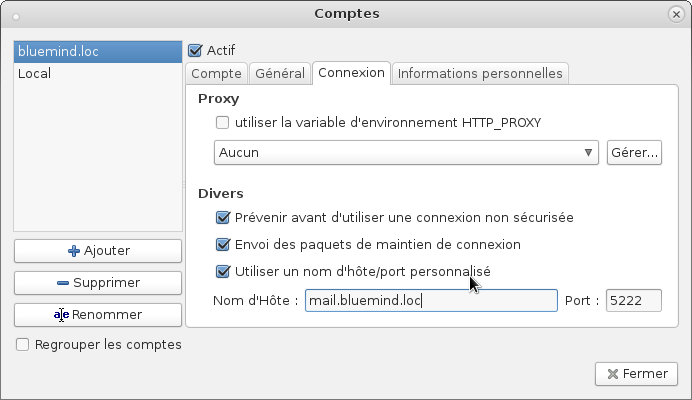 Comptes
bluemind.loc
Local
Ajouter
Supprimer
Renommer
Regrouper les comptes
Actif
Compte
Général
Connexion
Informations personnelles
Proxy
utiliser la variable d'environnement HTTP_PROXY
Aucun
Gérer...
Divers
Prévenir avant d'utiliser une connexion non sécurisée
Envoi des paquets de maintien de connexion
Utiliser un nom d'hôte/port personnalisé
Nom d'Hôte : mail.bluemind.loc Port : 5222
Fermer